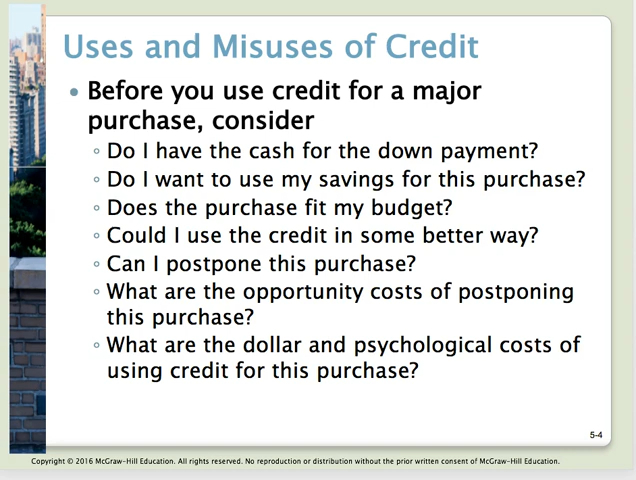 Uses and Misuses of Credit
• Before you use credit for a major
purchase, consider
◦ Do I have the cash for the down payment?
◦ Do I want to use my savings for this purchase?
◦ Does the purchase fit my budget?
◦ Could I use the credit in some better way?
◦ Can I postpone this purchase?
◦ What are the opportunity costs of postponing
this purchase?
◦ What are the dollar and psychological costs of
using credit for this purchase?
5-4
Copyright © 2016 McGraw-Hill Education. All rights reserved. No reproduction or distribution without the prior written consent of McGraw-Hill Education.